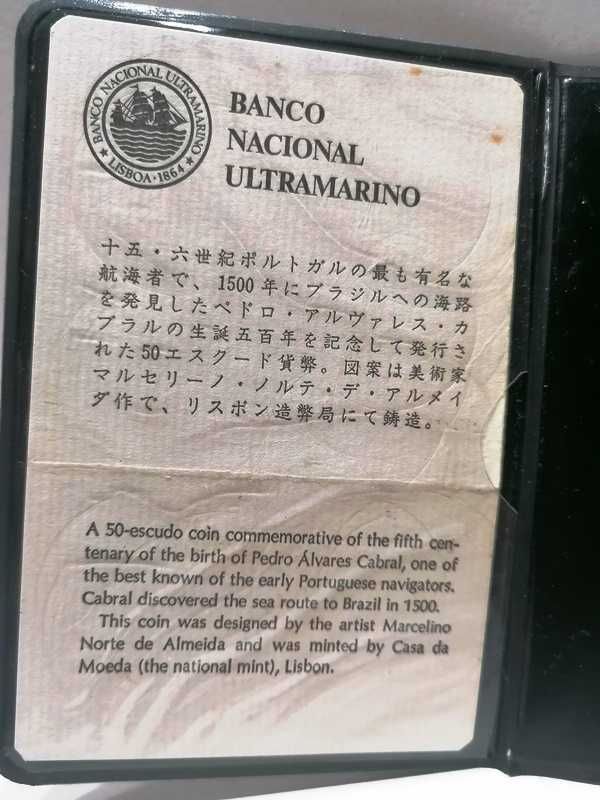 BANCO NACIONAL ULTRAMARINO
LISBOA · 1864
BANCO
NACIONAL
ULTRAMARINO
十五・六世紀ポルトガルの最も有名な
航海者で、1500年にブラジルへの海路
を発見したペドロ・アルヴァレス・カ
ブラルの生誕五百年を記念して発行さ
れた50エスクード貨幣。図案は美術家
マルセリーノ・ノルテ・デ・アルメイ
ダ作で、リスボン造幣局にて鋳造。
A 50-escudo coin commemorative of the fifth cen-
tenary of the birth of Pedro Álvares Cabral, one of
the best known of the early Portuguese navigators.
Cabral discovered the sea route to Brazil in 1500.
This coin was designed by the artist Marcelino
Norte de Almeida and was minted by Casa da
Moeda (the national mint), Lisbon.